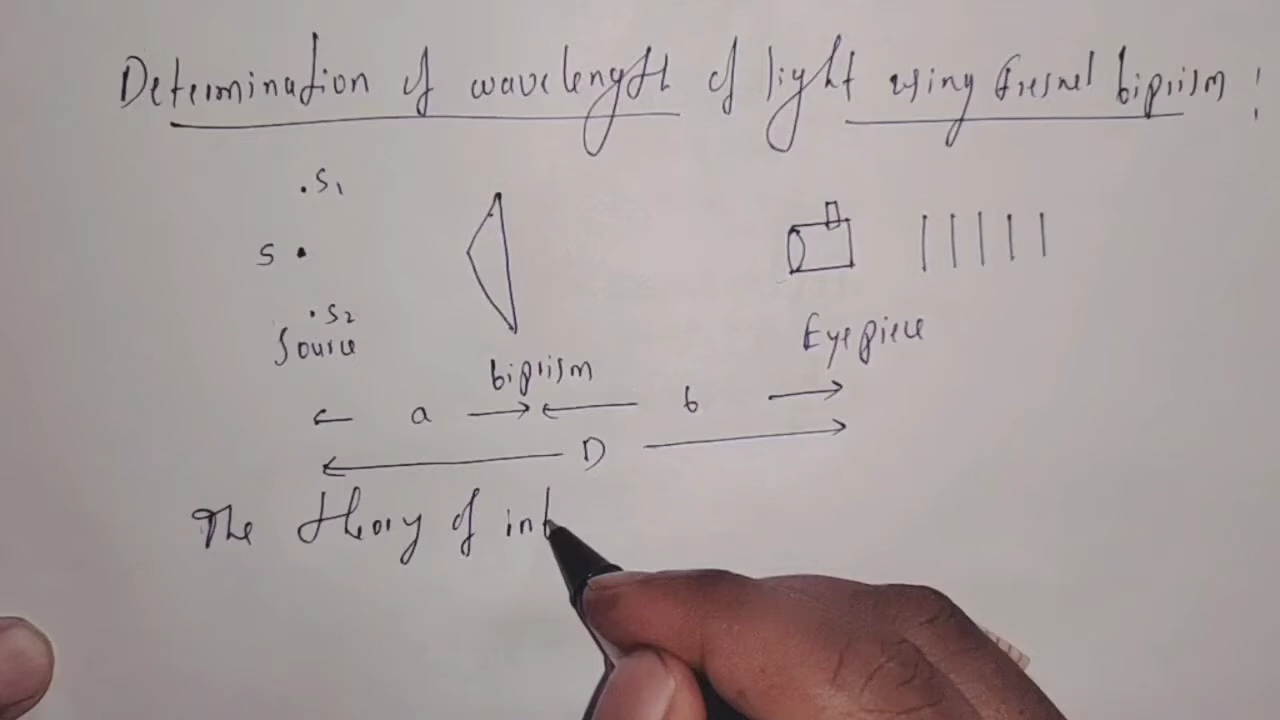 Determination of wavelength of light using Fresnel biprism :
S1
S
S2
Source
biprism
Eyepiece
a
b
D
The theory of int